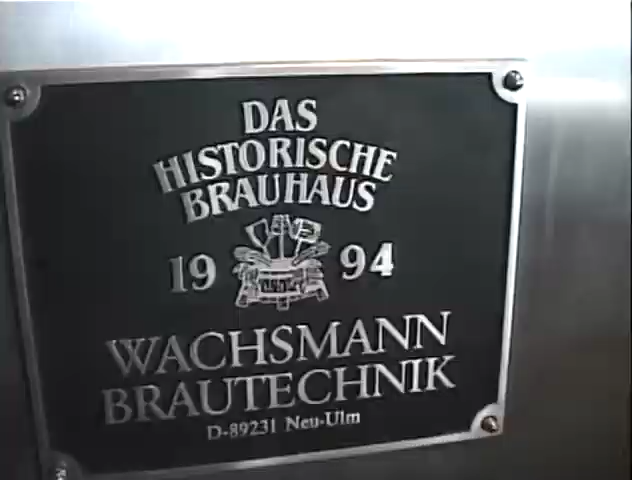 DAS
HISTORISCHE
BRAUHAUS
19 94
WACHSMANN
BRAUTECHNIK
D-89231 Neu-Ulm